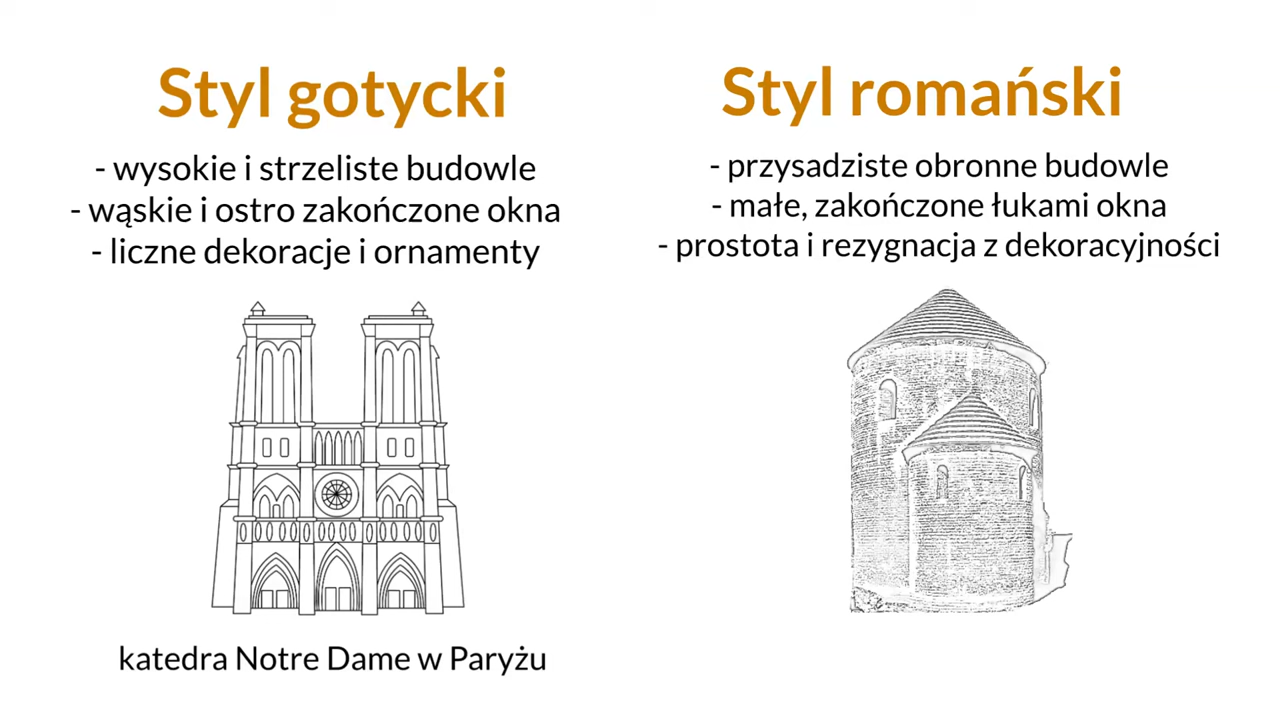 Styl gotycki
- wysokie i strzeliste budowle
- wąskie i ostro zakończone okna
- liczne dekoracje i ornamenty
katedra Notre Dame w Paryżu
Styl romański
- przysadziste obronne budowle
- małe, zakończone łukami okna
- prostota i rezygnacja z dekoracyjności